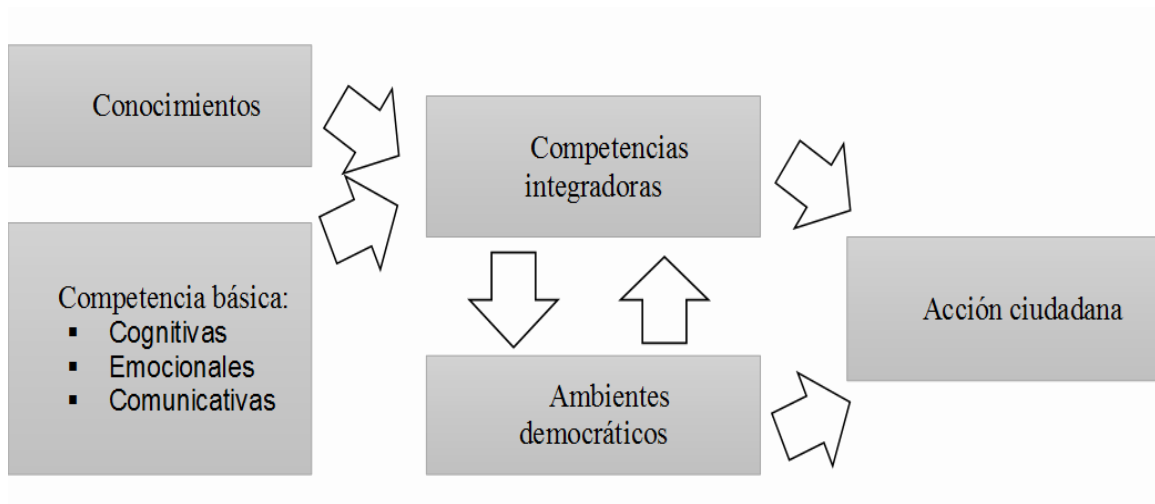 Conocimientos
Competencia básica:
▪ Cognitivas
▪ Emocionales
▪ Comunicativas
Competencias
integradoras
Ambientes
democráticos
Acción ciudadana